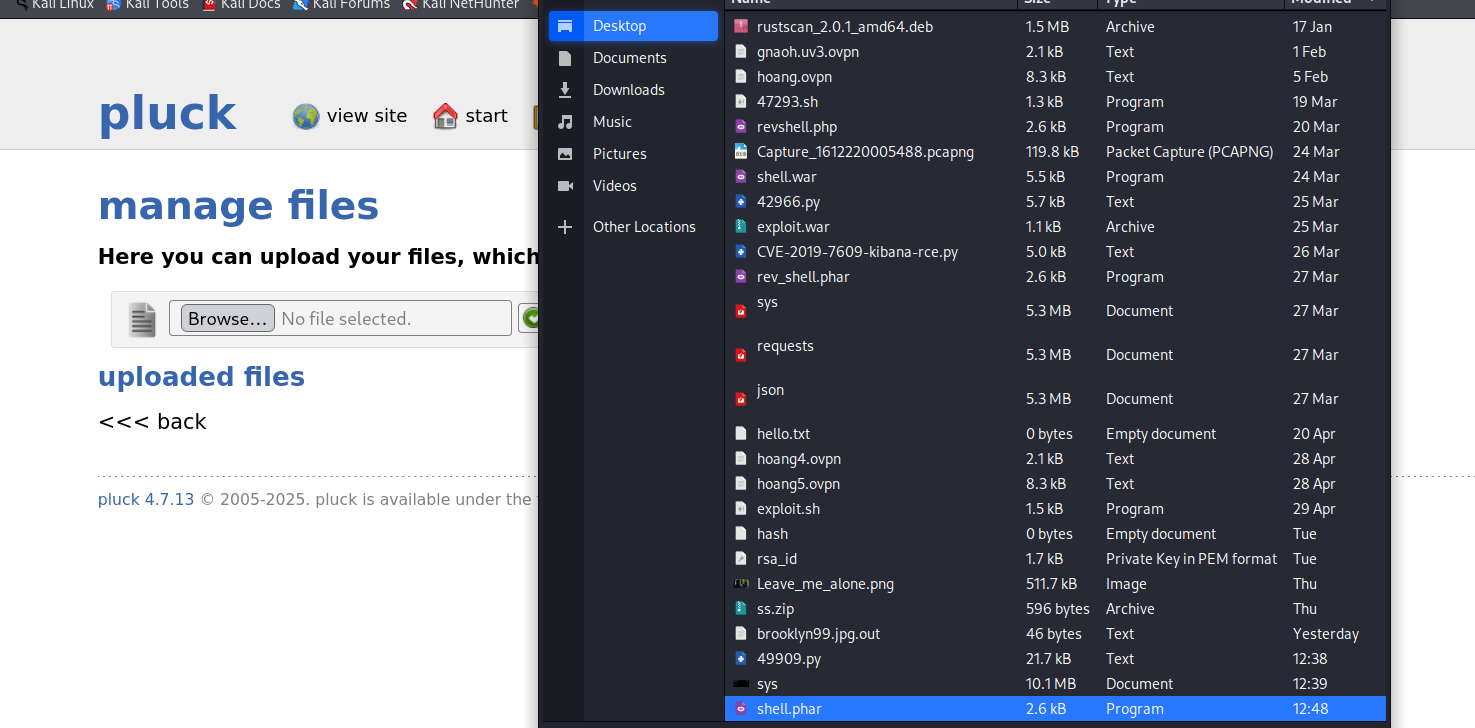 Kali Linux Kali Tools Kali Docs Kali Forums Kali NetHunter
pluck view site start
manage files
Here you can upload your files, which
Browse... No file selected.
uploaded files
<<< back
pluck 4.7.13 © 2005-2025. pluck is available under the
Desktop
Documents
Downloads
Music
Pictures
Videos
Other Locations
Name Size Type Modified
rustscan_2.0.1_amd64.deb 1.5 MB Archive 17 Jan
gnaoh.uv3.ovpn 2.1 kB Text 1 Feb
hoang.ovpn 8.3 kB Text 5 Feb
47293.sh 1.3 kB Program 19 Mar
revshell.php 2.6 kB Program 20 Mar
Capture_1612220005488.pcapng 119.8 kB Packet Capture (PCAPNG) 24 Mar
shell.war 5.5 kB Program 24 Mar
42966.py 5.7 kB Text 25 Mar
exploit.war 1.1 kB Archive 25 Mar
CVE-2019-7609-kibana-rce.py 5.0 kB Text 26 Mar
rev_shell.phar 2.6 kB Program 27 Mar
sys 5.3 MB Document 27 Mar
requests 5.3 MB Document 27 Mar
json 5.3 MB Document 27 Mar
hello.txt 0 bytes Empty document 20 Apr
hoang4.ovpn 2.1 kB Text 28 Apr
hoang5.ovpn 8.3 kB Text 28 Apr
exploit.sh 1.5 kB Program 29 Apr
hash 0 bytes Empty document Tue
rsa_id 1.7 kB Private Key in PEM format Tue
Leave_me_alone.png 511.7 kB Image Thu
ss.zip 596 bytes Archive Thu
brooklyn99.jpg.out 46 bytes Text Yesterday
49909.py 21.7 kB Text 12:38
sys 10.1 MB Document 12:39
shell.phar 2.6 kB Program 12:48